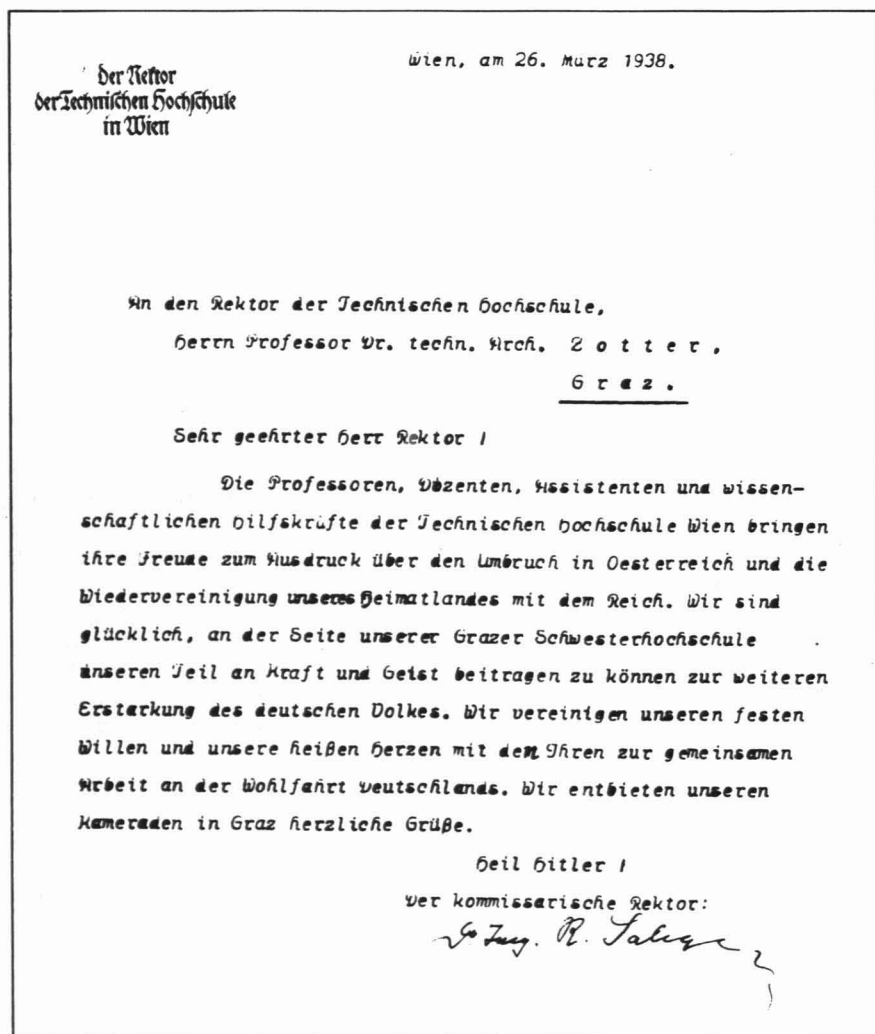 Der Rektor
der Technischen Hochschule
in Wien
Wien, am 26. März 1938.
An den Rektor der Technischen Hochschule,
Herrn Professor Dr. techn. Arch. Zotter,
Graz.
Sehr geehrter Herr Rektor !
Die Professoren, Dozenten, Assistenten und wissen-
schaftlichen Hilfskräfte der Technischen Hochschule Wien bringen
ihre Freude zum Ausdruck über den Umbruch in Oesterreich und die
Wiedervereinigung unseres Heimatlandes mit dem Reich. Wir sind
glücklich, an der Seite unserer Grazer Schwesterhochschule
unseren Teil an Kraft und Geist beitragen zu können zur weiteren
Erstarkung des deutschen Volkes. Wir vereinigen unseren festen
Willen und unsere heißen Herzen mit den Ihren zur gemeinsamen
Arbeit an der Wohlfahrt Deutschlands. Wir entbieten unseren
Kameraden in Graz herzliche Grüße.
Heil Hitler !
Der kommissarische Rektor:
R.